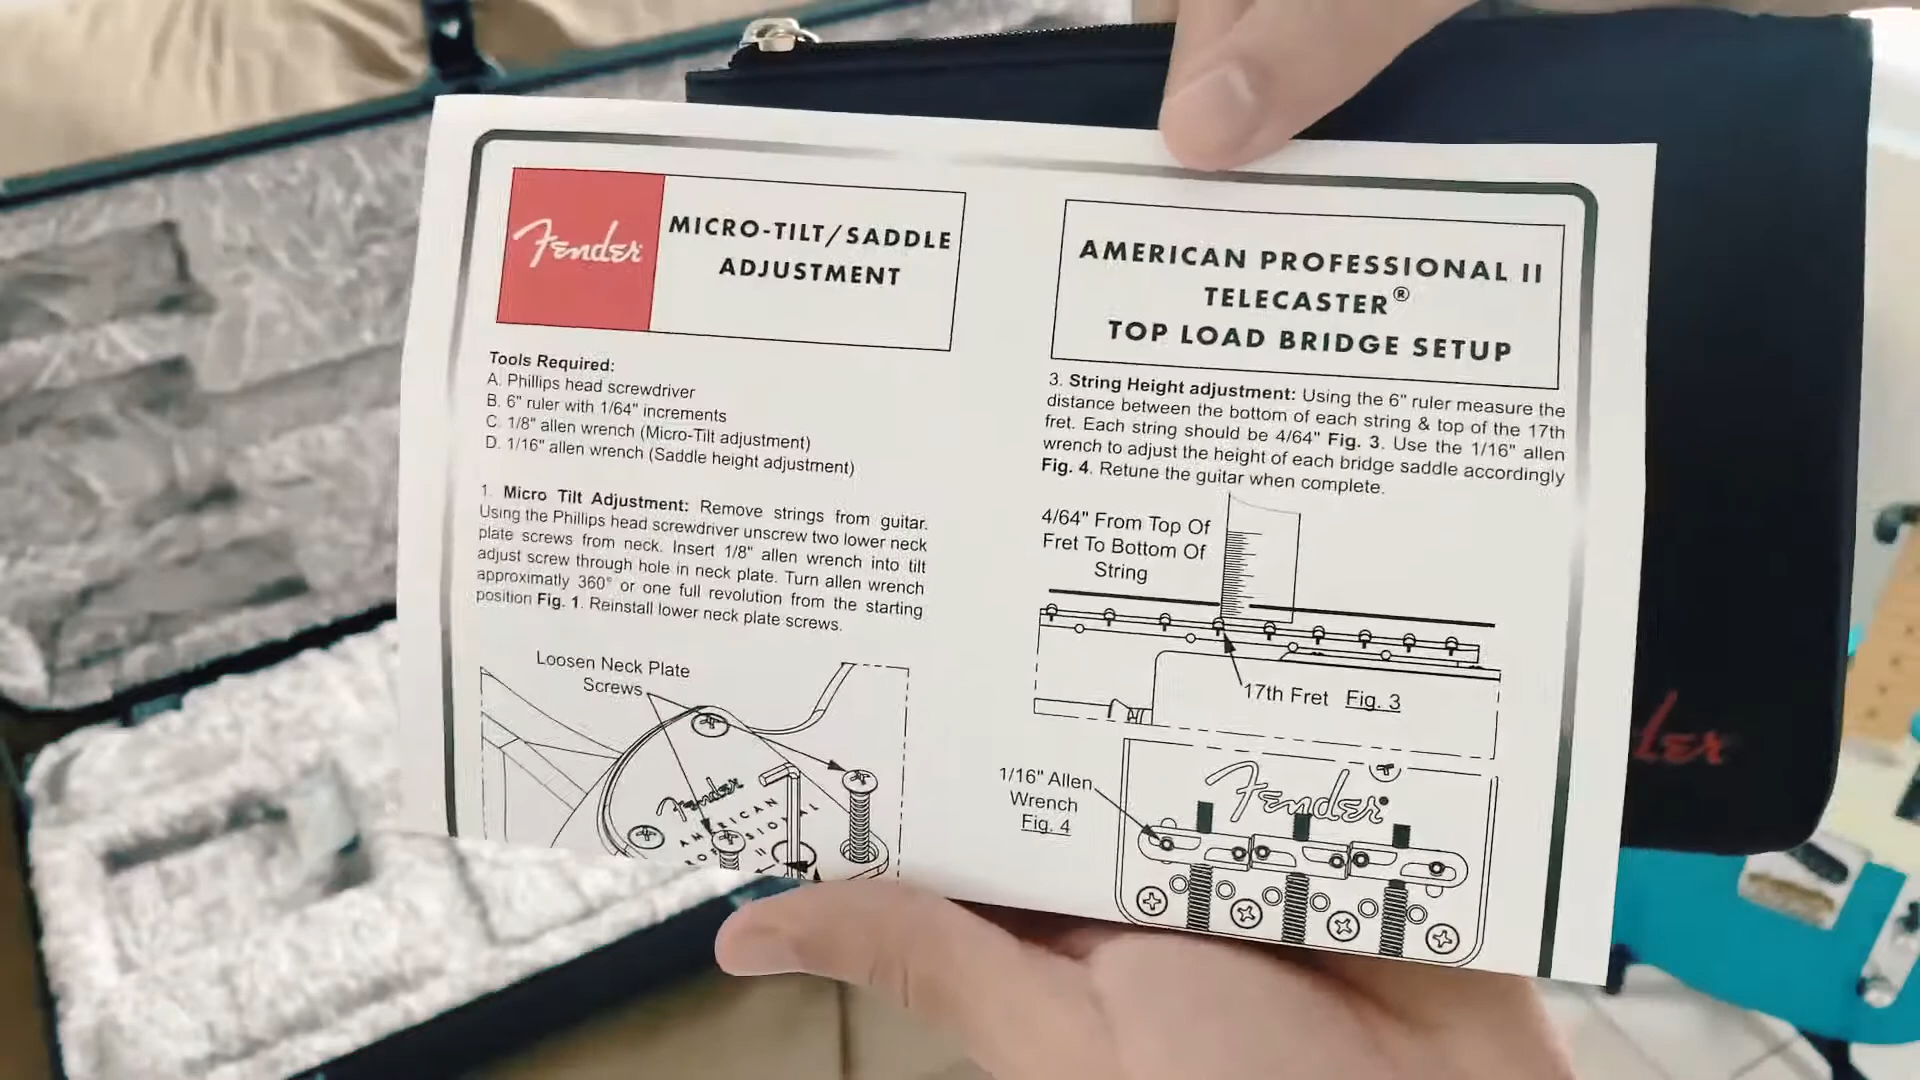 Fender
MICRO-TILT/SADDLE
ADJUSTMENT
Tools Required:
A. Phillips head screwdriver
B. 6" ruler with 1/64" increments
C. 1/8" allen wrench (Micro-Tilt adjustment)
D. 1/16" allen wrench (Saddle height adjustment)
1. Micro Tilt Adjustment: Remove strings from guitar.
Using the Phillips head screwdriver unscrew two lower neck
plate screws from neck. Insert 1/8" allen wrench into tilt
adjust screw through hole in neck plate. Turn allen wrench
approximatly 360° or one full revolution from the starting
position Fig. 1. Reinstall lower neck plate screws.
Loosen Neck Plate
Screws
Fender
AMERICAN
II
AMERICAN PROFESSIONAL II
TELECASTER®
TOP LOAD BRIDGE SETUP
3. String Height adjustment: Using the 6" ruler measure the
distance between the bottom of each string & top of the 17th
fret. Each string should be 4/64" Fig. 3. Use the 1/16" allen
wrench to adjust the height of each bridge saddle accordingly
Fig. 4. Retune the guitar when complete.
4/64" From Top Of
Fret To Bottom Of
String
17th Fret Fig. 3
1/16" Allen
Wrench
Fig. 4
Fender